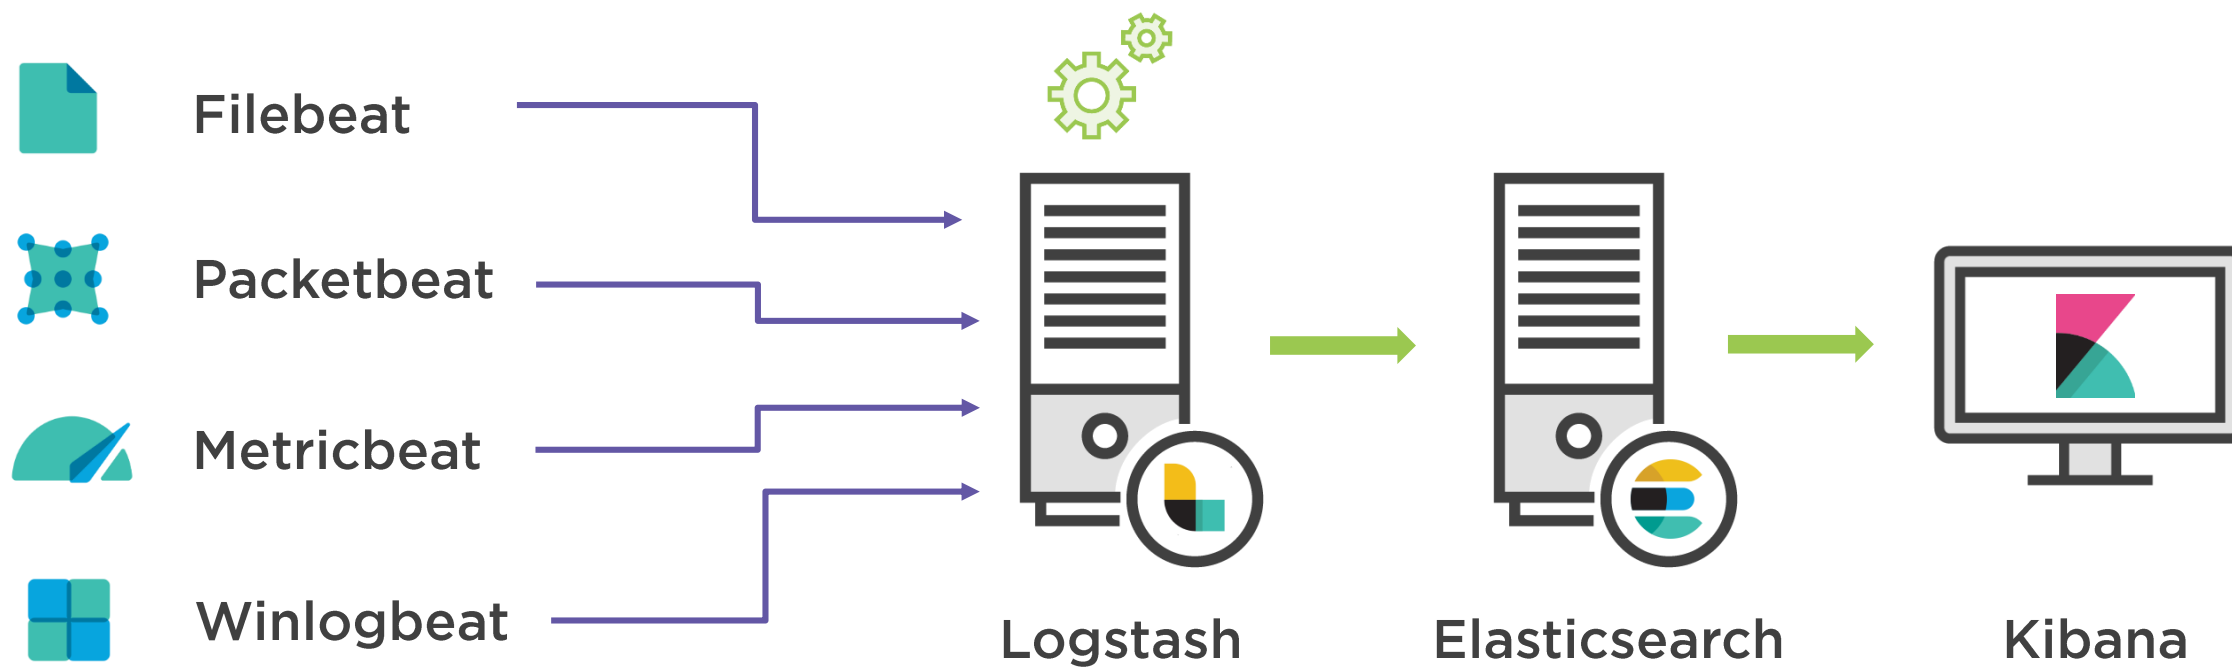 Filebeat
Packetbeat
Metricbeat
Winlogbeat
Logstash
Elasticsearch
Kibana